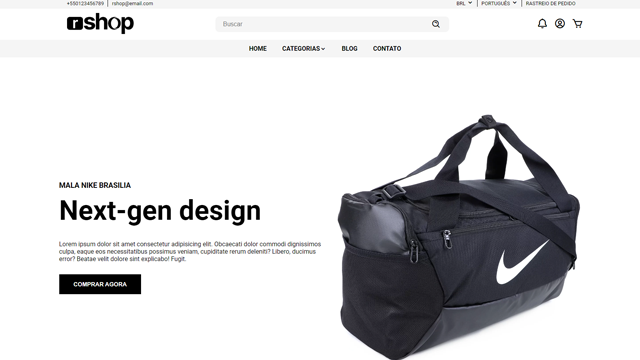 +550123456789 | rshop@email.com
BRL
PORTUGUÊS
RASTREIO DE PEDIDO
rshop
Buscar
HOME
CATEGORIAS
BLOG
CONTATO
MALA NIKE BRASILIA
Next-gen design
Lorem ipsum dolor sit amet consectetur adipisicing elit. Obcaecati dolor commodi dignissimos
culpa, eaque eos necessitatibus possimus veniam, cupiditate rerum deleniti? Libero, ducimus
error? Beatae velit dolore sint explicabo! Fugit.
COMPRAR AGORA